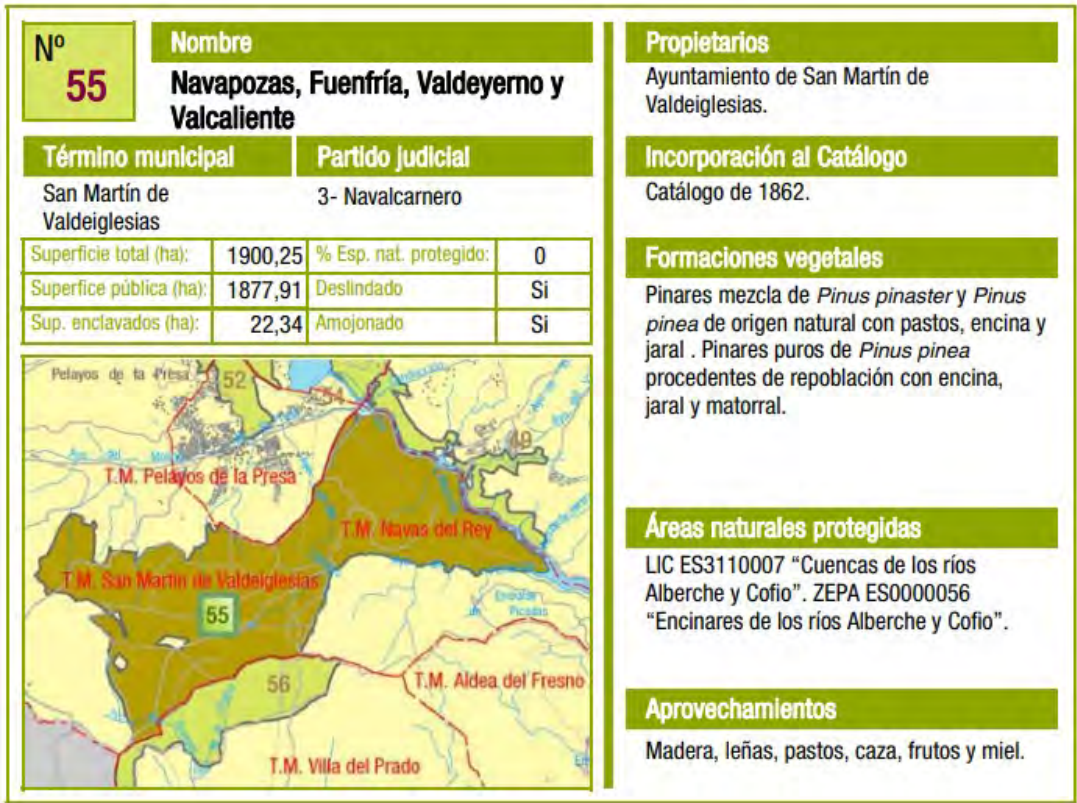 Nº
55
Nombre
Navapozas, Fuenfría, Valdeyerno y
Valcaliente
Término municipal
Partido judicial
San Martín de
Valdeiglesias
3- Navalcarnero
Superficie total (ha): 1900,25 % Esp. nat. protegido: 0
Superfice pública (ha): 1877,91 Deslindado Si
Sup. enclavados (ha): 22,34 Amojonado Si
Pelayos de la Presa
52
54
49
T.M. Pelayos de la Presa
T.M. Navas del Rey
T.M. San Martín de Valdeiglesias
55
Embalse
de Picadas
56
T.M. Aldea del Fresno
T.M. Villa del Prado
Propietarios
Ayuntamiento de San Martín de
Valdeiglesias.
Incorporación al Catálogo
Catálogo de 1862.
Formaciones vegetales
Pinares mezcla de Pinus pinaster y Pinus
pinea de origen natural con pastos, encina y
jaral . Pinares puros de Pinus pinea
procedentes de repoblación con encina,
jaral y matorral.
Áreas naturales protegidas
LIC ES3110007 “Cuencas de los ríos
Alberche y Cofio”. ZEPA ES0000056
“Encinares de los ríos Alberche y Cofio”.
Aprovechamientos
Madera, leñas, pastos, caza, frutos y miel.